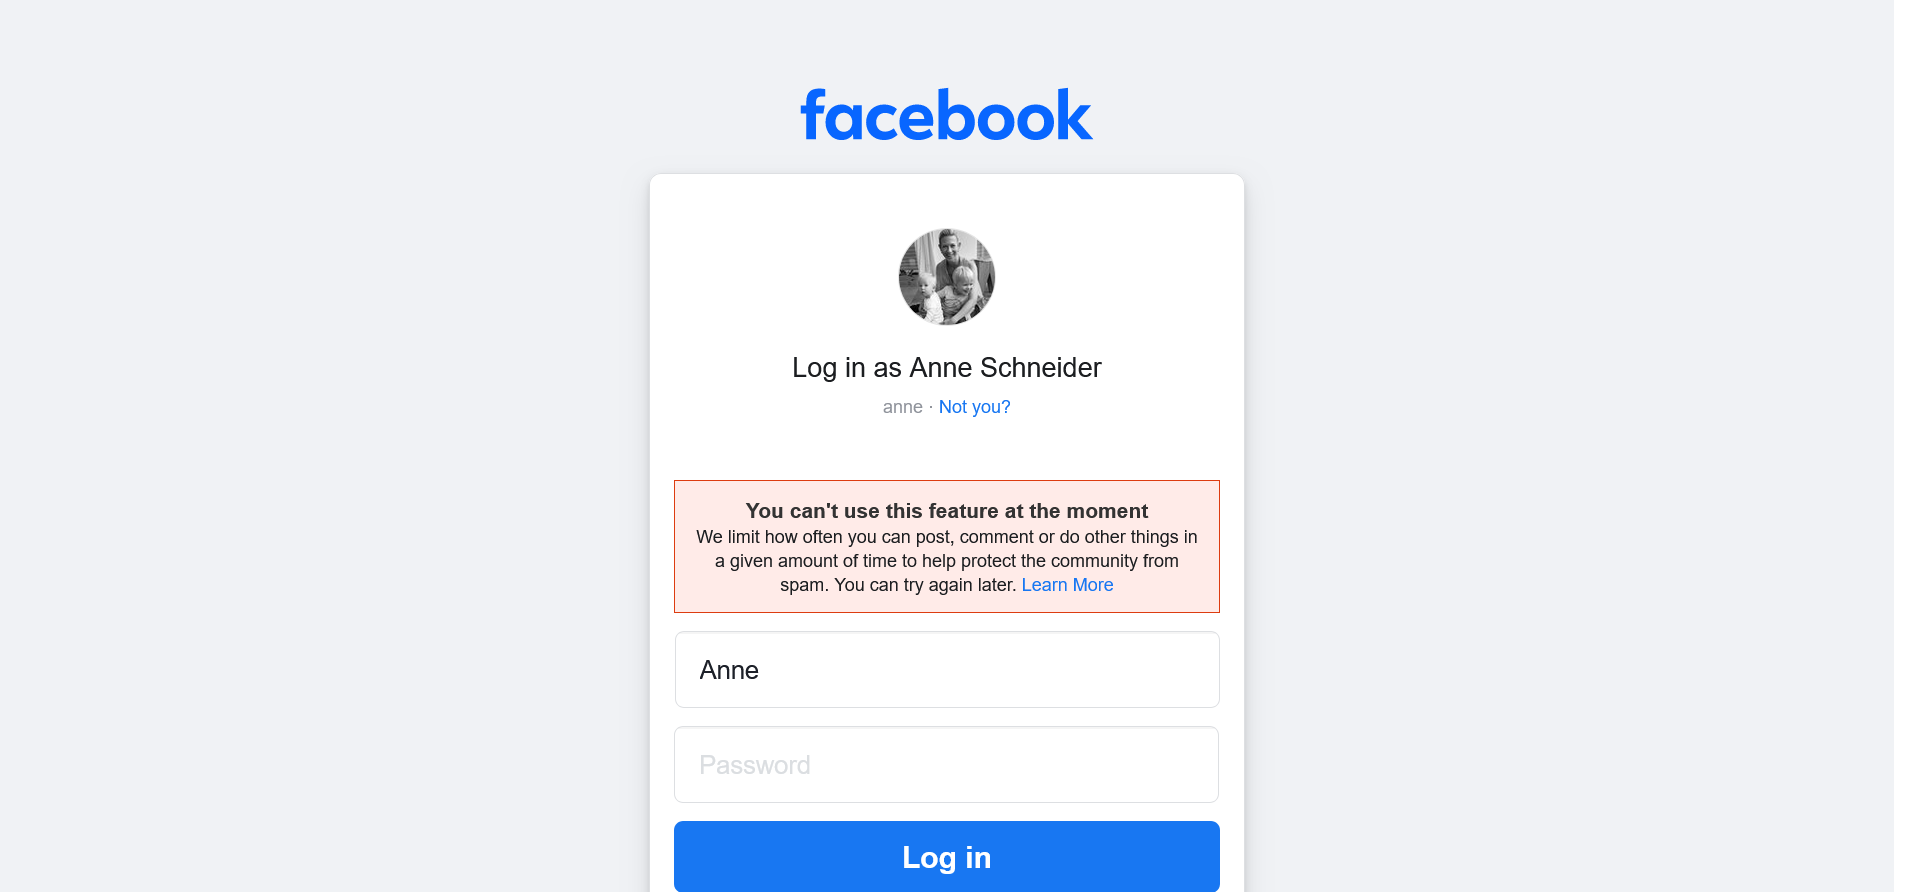 facebook
Log in as Anne Schneider
anne · Not you?
You can't use this feature at the moment
We limit how often you can post, comment or do other things in
a given amount of time to help protect the community from
spam. You can try again later. Learn More
Anne
Password
Log in